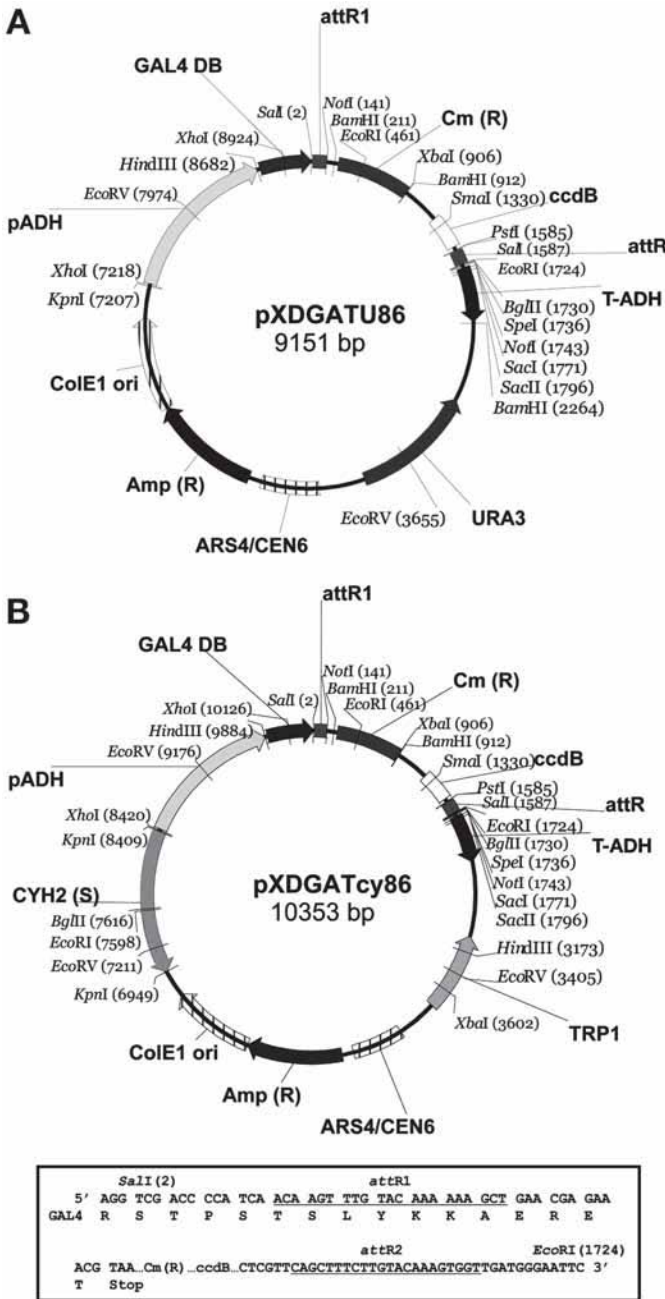 A
attR1
GAL4 DB
SalI (2)
NotI (141)
BamHI (211)
EcoRI (461)
Cm (R)
XhoI (8924)
HindIII (8682)
XbaI (906)
BamHI (912)
SmaI (1330)
ccdB
EcoRV (7974)
pADH
PstI (1585)
SalI (1587)
attR
EcoRI (1724)
T-ADH
XhoI (7218)
KpnI (7207)
pXDGATU86
9151 bp
BglII (1730)
SpeI (1736)
NotI (1743)
SacI (1771)
SacII (1796)
BamHI (2264)
ColE1 ori
Amp (R)
ARS4/CEN6
EcoRV (3655)
URA3
B
attR1
GAL4 DB
SalI (2)
NotI (141)
BamHI (211)
EcoRI (461)
Cm (R)
XhoI (10126)
HindIII (9884)
XbaI (906)
BamHI (912)
SmaI (1330)
ccdB
EcoRV (9176)
pADH
PstI (1585)
SalI (1587)
attR
EcoRI (1724)
T-ADH
XhoI (8420)
KpnI (8409)
BglII (1730)
SpeI (1736)
NotI (1743)
SacI (1771)
SacII (1796)
pXDGATcy86
10353 bp
CYH2 (S)
BglII (7616)
EcoRI (7598)
EcoRV (7211)
KpnI (6949)
HindIII (3173)
EcoRV (3405)
XbaI (3602)
TRP1
ColE1 ori
Amp (R)
ARS4/CEN6
SalI (2) attR1
5' AGG TCG ACC CCA TCA ACA AGT TTG TAC AAA AAA GCT GAA CGA GAA
GAL4 R S T P S T S L Y K K A E R E
attR2 EcoRI (1724)
ACG TAA…Cm(R) …ccdB…CTCGTTCAGCTTTCTTGTACAAAGTGGTTGATGGGAATTC 3'
T Stop